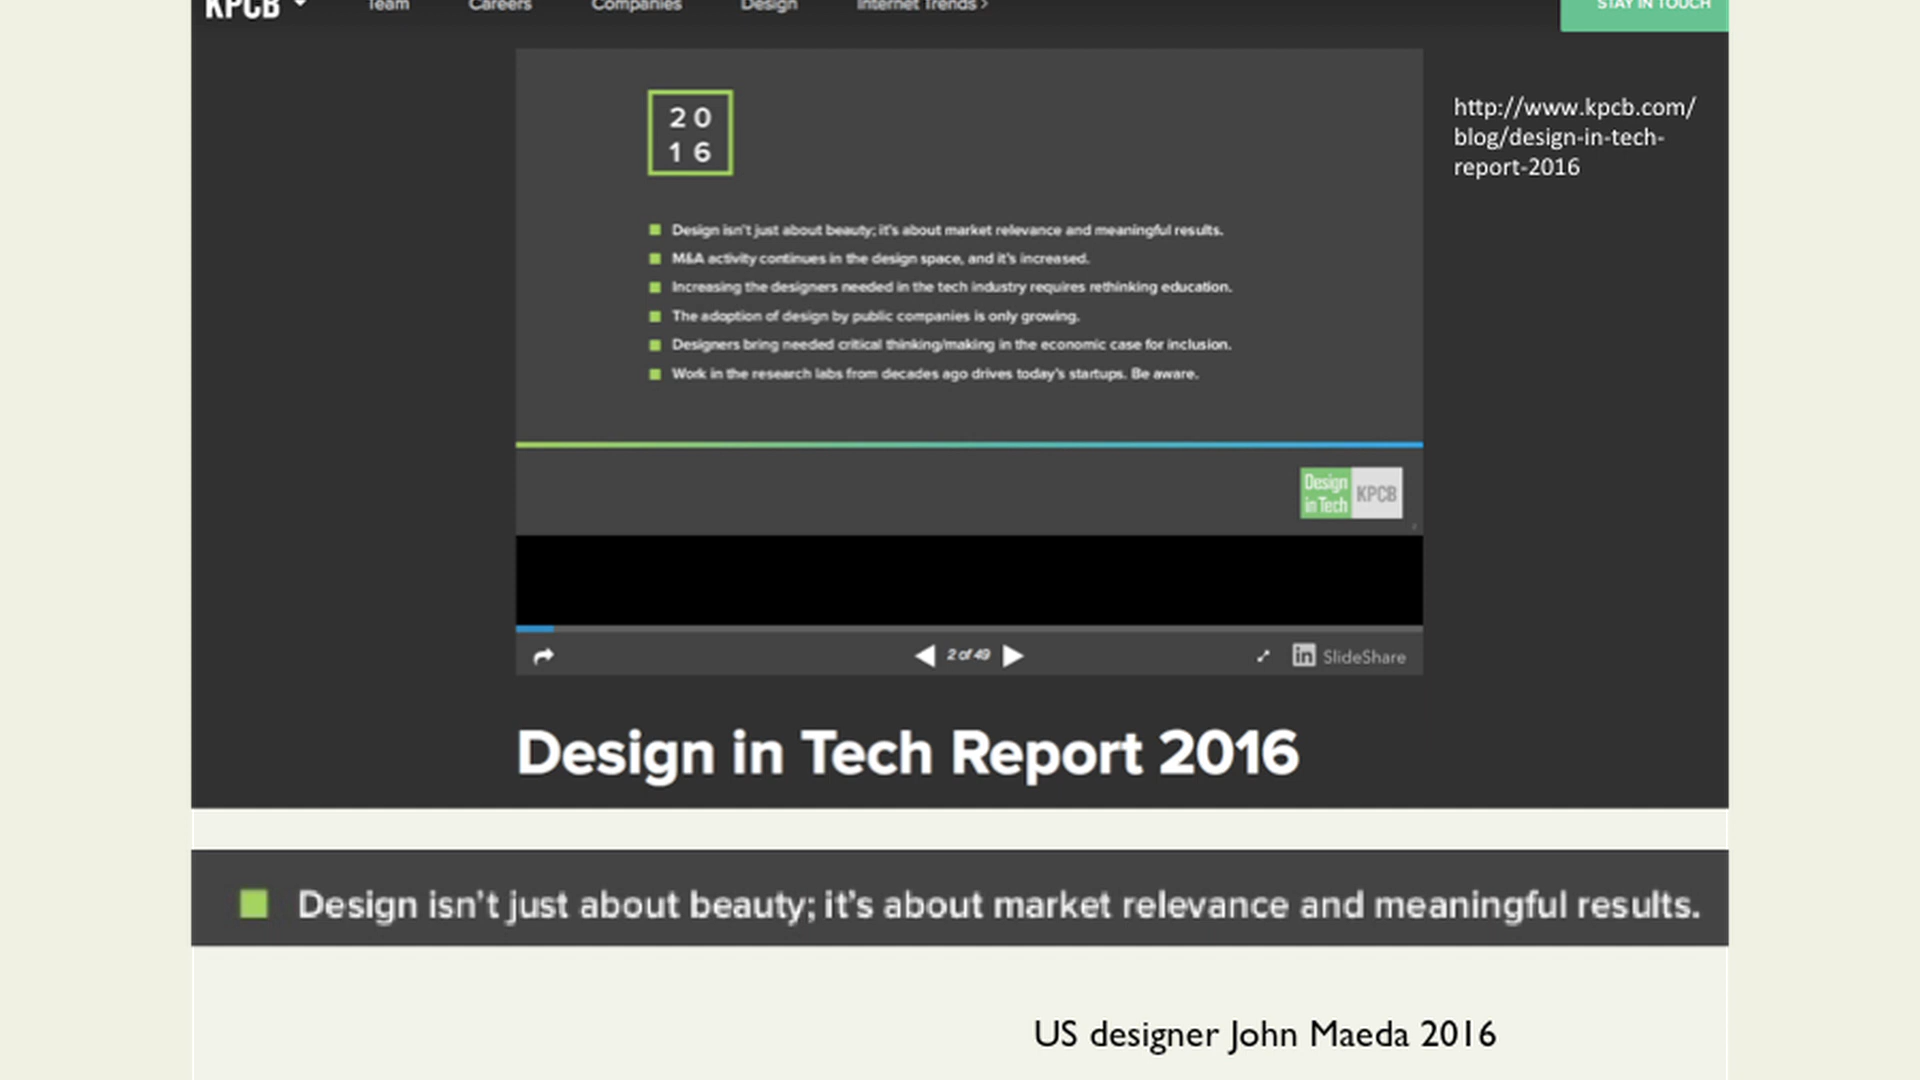 KPCB Team Careers Companies Design Internet Trends > STAY IN TOUCH
http://www.kpcb.com/
blog/design-in-tech-
report-2016
2 0
1 6
Design isn't just about beauty; it's about market relevance and meaningful results.
M&A activity continues in the design space, and it's increased.
Increasing the designers needed in the tech industry requires rethinking education.
The adoption of design by public companies is only growing.
Designers bring needed critical thinking/making in the economic case for inclusion.
Work in the research labs from decades ago drives today's startups. Be aware.
Design
in Tech
KPCB
2 of 49
in SlideShare
Design in Tech Report 2016
Design isn't just about beauty; it's about market relevance and meaningful results.
US designer John Maeda 2016